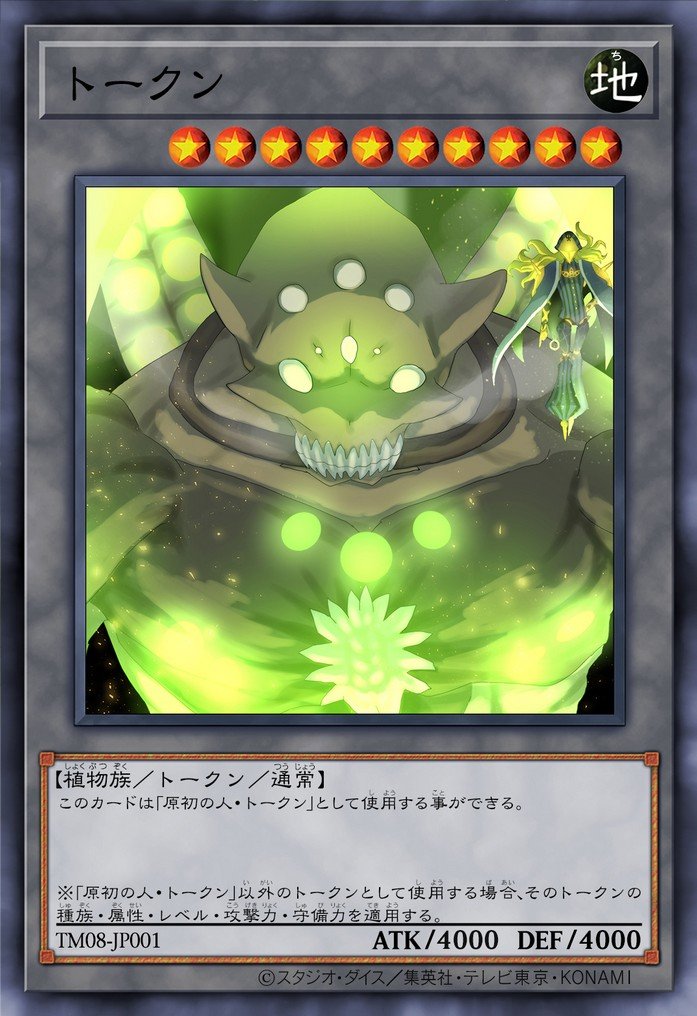 トークン
地
【植物族／トークン／通常】
このカードは「原初の人・トークン」として使用する事ができる。
※「原初の人・トークン」以外のトークンとして使用する場合、そのトークンの
種族・属性・レベル・攻撃力・守備力を適用する。
TM08-JP001 ATK/4000 DEF/4000
©スタジオ・ダイス／集英社・テレビ東京・KONAMI